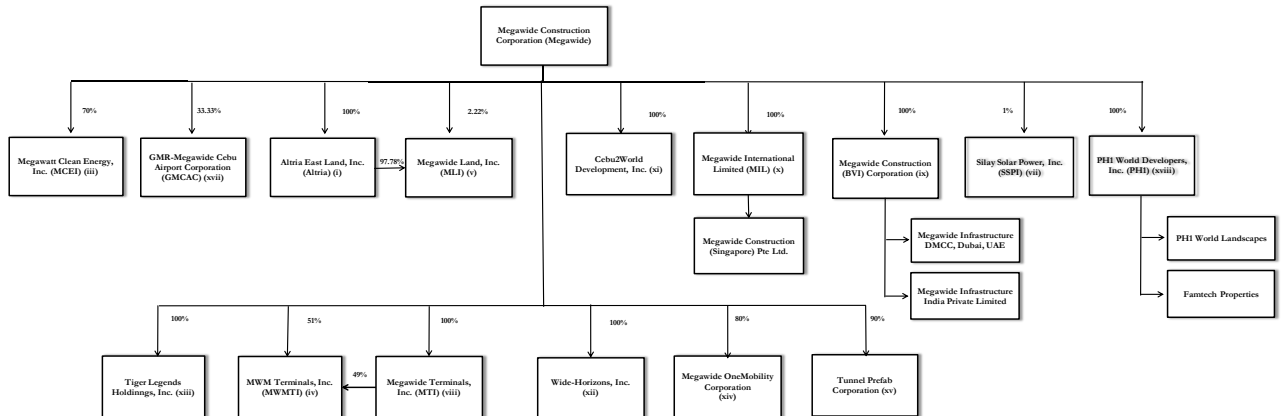 Megawide Construction
Corporation (Megawide)
70%
33.33%
100%
2.22%
100%
100%
100%
1%
100%
Megawatt Clean Energy,
Inc. (MCEI) (iii)
GMR-Megawide Cebu
Airport Corporation
(GMCAC) (xvii)
Altria East Land, Inc.
(Altria) (i)
97.78%
Megawide Land, Inc.
(MLI) (v)
Cebu2World
Development, Inc. (xi)
Megawide International
Limited (MIL) (x)
Megawide Construction
(BVI) Corporation (ix)
Silay Solar Power, Inc.
(SSPI) (vii)
PH1 World Developers,
Inc. (PH1) (xviii)
Megawide Construction
(Singapore) Pte Ltd.
Megawide Infrastructure
DMCC, Dubai, UAE
PH1 World Landscapes
Megawide Infrastructure
India Private Limited
Famtech Properties
100%
51%
100%
100%
80%
90%
Tiger Legends
Holdinngs, Inc. (xiii)
MWM Terminals, Inc.
(MWMTI) (iv)
49%
Megawide Terminals,
Inc. (MTI) (viii)
Wide-Horizons, Inc.
(xii)
Megawide OneMobility
Corporation
(xiv)
Tunnel Prefab
Corporation (xv)